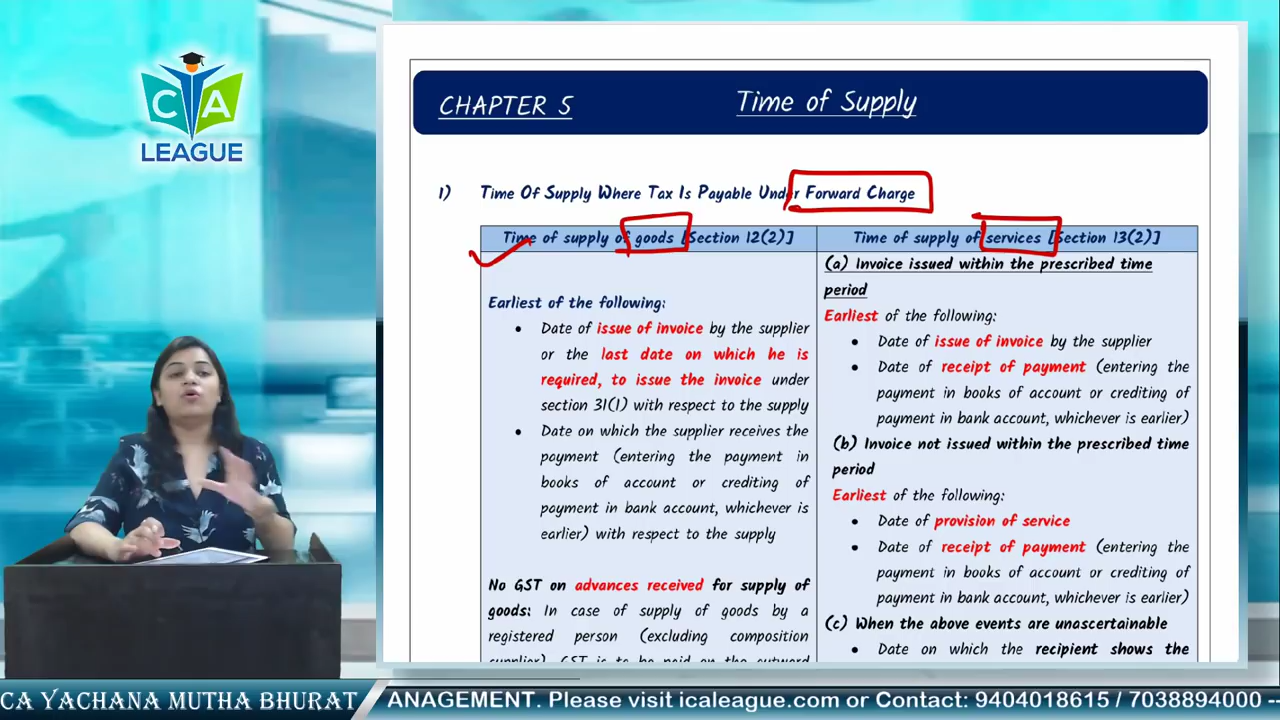 CA
LEAGUE
CHAPTER 5
Time of Supply
1) Time Of Supply Where Tax Is Payable Under Forward Charge
Time of supply of goods [Section 12(2)]
Earliest of the following:
• Date of issue of invoice by the supplier
or the last date on which he is
required, to issue the invoice under
section 31(1) with respect to the supply
• Date on which the supplier receives the
payment (entering the payment in
books of account or crediting of
payment in bank account, whichever is
earlier) with respect to the supply
No GST on advances received for supply of
goods: In case of supply of goods by a
registered person (excluding composition
supplier), GST is to be paid on the outward
Time of supply of services [Section 13(2)]
(a) Invoice issued within the prescribed time
period
Earliest of the following:
• Date of issue of invoice by the supplier
• Date of receipt of payment (entering the
payment in books of account or crediting of
payment in bank account, whichever is earlier)
(b) Invoice not issued within the prescribed time
period
Earliest of the following:
• Date of provision of service
• Date of receipt of payment (entering the
payment in books of account or crediting of
payment in bank account, whichever is earlier)
(c) When the above events are unascertainable
• Date on which the recipient shows the
CA YACHANA MUTHA BHURAT
ANAGEMENT. Please visit icaleague.com or Contact: 9404018615 / 7038894000 -